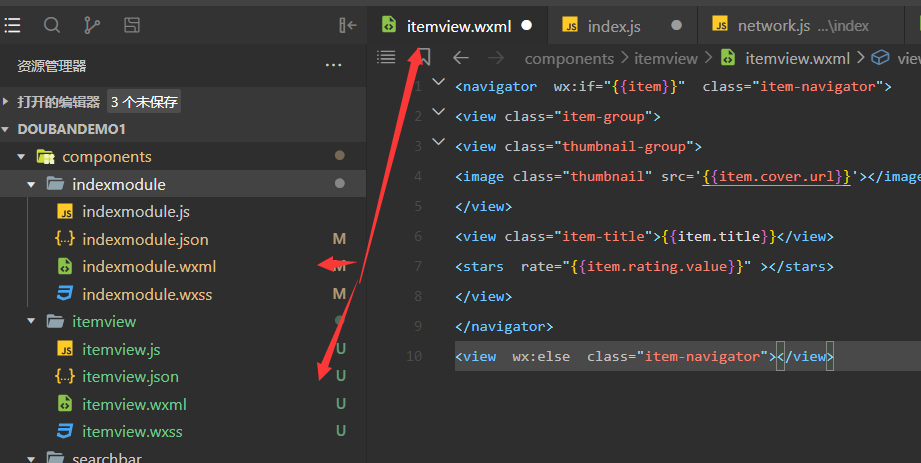 itemview.wxml
JS index.js
JS network.js ...\index
资源管理器 ...
components > itemview > itemview.wxml > view
打开的编辑器 3 个未保存
DOUBANDEMO1
components
indexmodule
JS indexmodule.js
{..} indexmodule.json M
indexmodule.wxml M
indexmodule.wxss M
itemview
JS itemview.js U
{..} itemview.json U
itemview.wxml U
itemview.wxss U
searchbar
1 <navigator  wx:if="{{item}}"  class="item-navigator">
2 <view class="item-group">
3 <view class="thumbnail-group">
4 <image class="thumbnail" src='{{item.cover.url}}'></image
5 </view>
6 <view class="item-title">{{item.title}}</view>
7 <stars  rate="{{item.rating.value}}" ></stars>
8 </view>
9 </navigator>
10 <view  wx:else  class="item-navigator"></view>